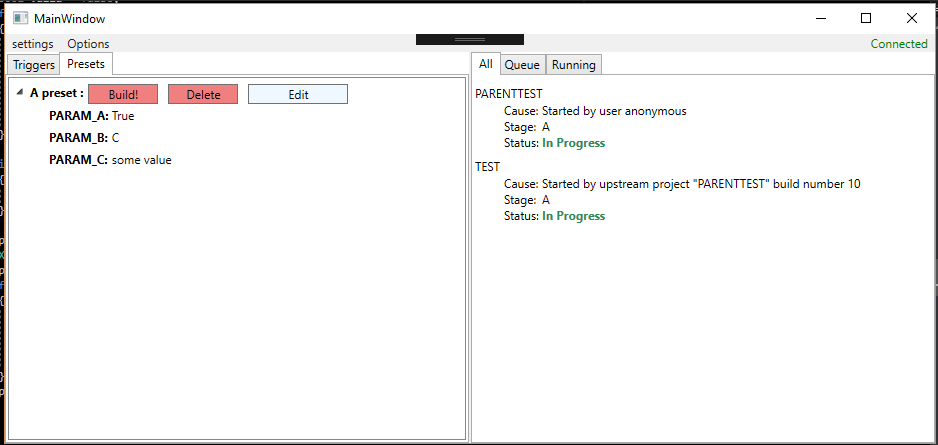 MainWindow
settings Options Connected
Triggers Presets
All Queue Running
A preset : Build! Delete Edit
PARAM_A: True
PARAM_B: C
PARAM_C: some value
PARENTTEST
Cause: Started by user anonymous
Stage: A
Status: In Progress
TEST
Cause: Started by upstream project "PARENTTEST" build number 10
Stage: A
Status: In Progress